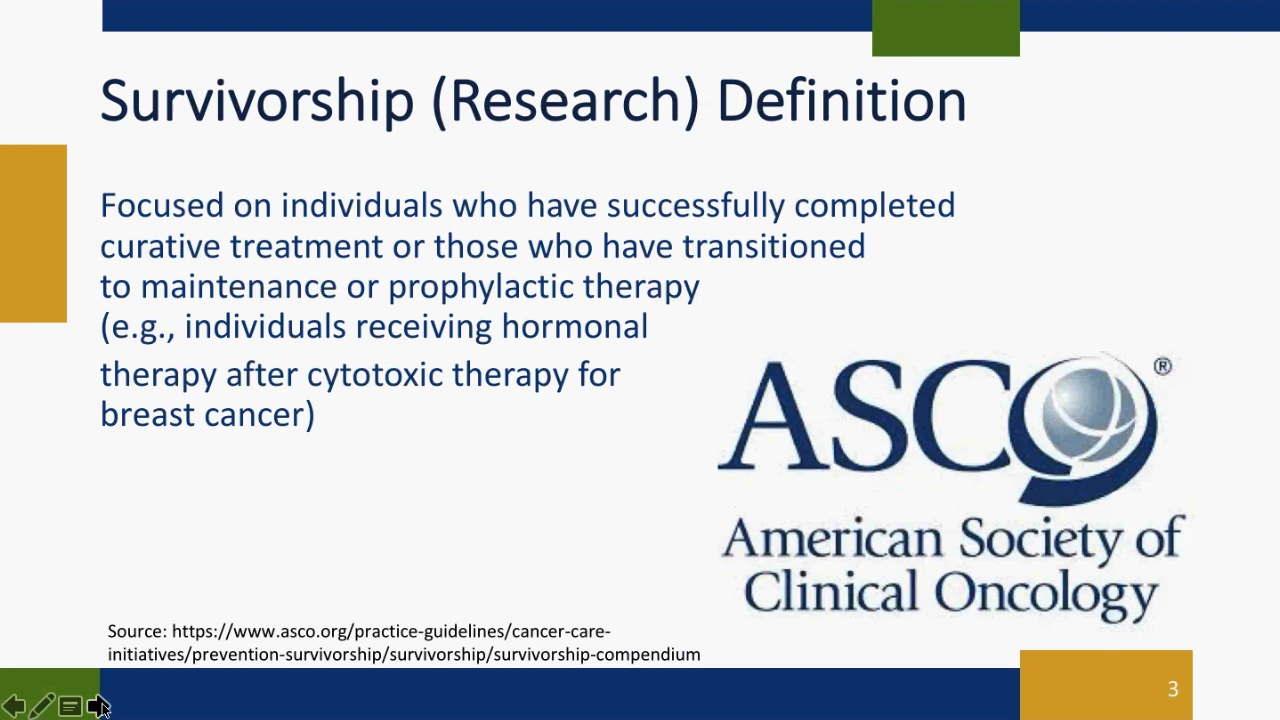 Survivorship (Research) Definition
Focused on individuals who have successfully completed
curative treatment or those who have transitioned
to maintenance or prophylactic therapy
(e.g., individuals receiving hormonal
therapy after cytotoxic therapy for
breast cancer)
ASCO®
American Society of
Clinical Oncology
Source: https://www.asco.org/practice-guidelines/cancer-care-
initiatives/prevention-survivorship/survivorship/survivorship-compendium
3